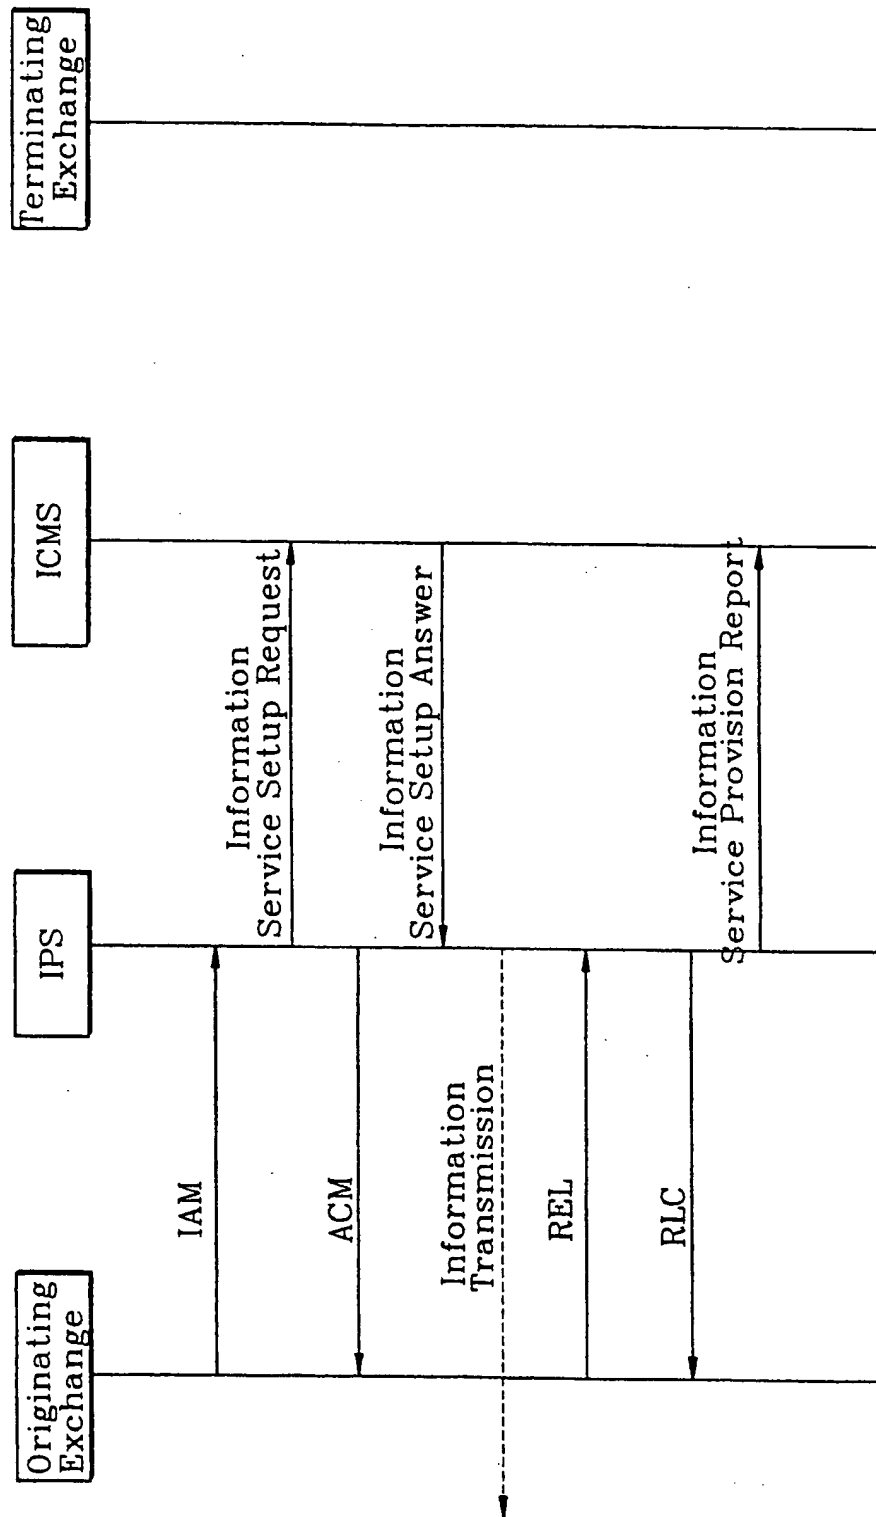 Originating
Exchange
IPS
ICMS
Terminating
Exchange
IAM
Information
Service Setup Request
ACM
Information
Service Setup Answer
Information
Transmission
REL
RLC
Information
Service Provision Report